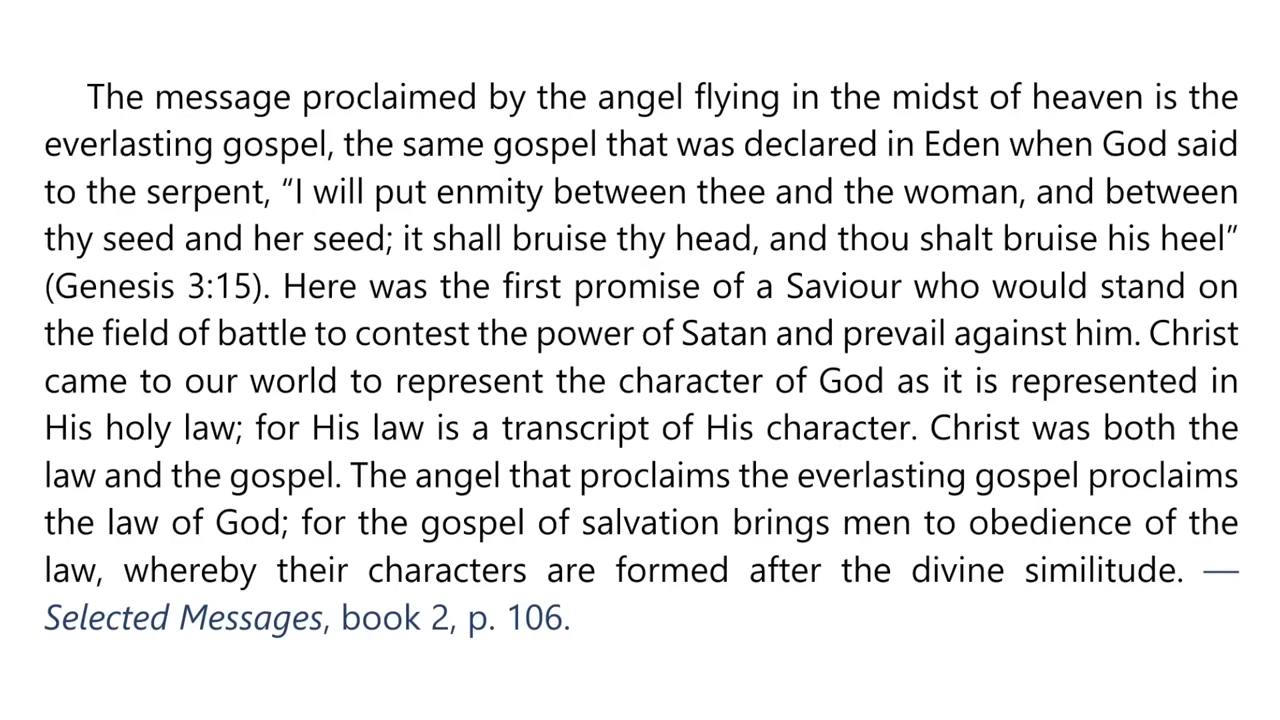 The message proclaimed by the angel flying in the midst of heaven is the
everlasting gospel, the same gospel that was declared in Eden when God said
to the serpent, “I will put enmity between thee and the woman, and between
thy seed and her seed; it shall bruise thy head, and thou shalt bruise his heel”
(Genesis 3:15). Here was the first promise of a Saviour who would stand on
the field of battle to contest the power of Satan and prevail against him. Christ
came to our world to represent the character of God as it is represented in
His holy law; for His law is a transcript of His character. Christ was both the
law and the gospel. The angel that proclaims the everlasting gospel proclaims
the law of God; for the gospel of salvation brings men to obedience of the
law, whereby their characters are formed after the divine similitude. —
Selected Messages, book 2, p. 106.